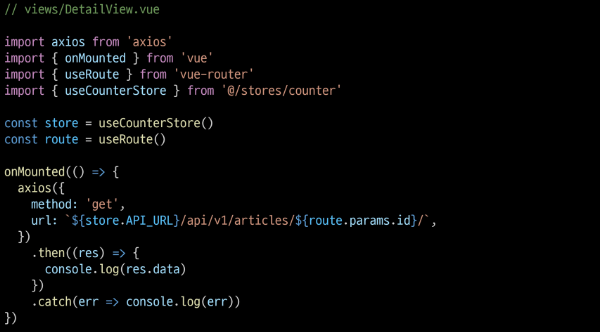 // views/DetailView.vue

import axios from 'axios'
import { onMounted } from 'vue'
import { useRoute } from 'vue-router'
import { useCounterStore } from '@/stores/counter'

const store = useCounterStore()
const route = useRoute()

onMounted(() => {
  axios({
    method: 'get',
    url: `${store.API_URL}/api/v1/articles/${route.params.id}/`,
  })
    .then((res) => {
      console.log(res.data)
    })
    .catch(err => console.log(err))
})